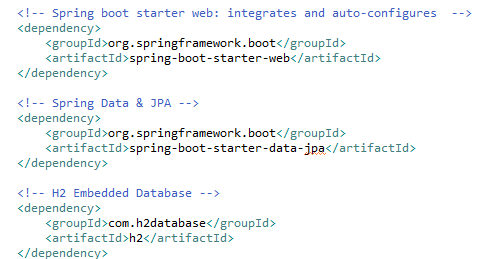 <!-- Spring boot starter web: integrates and auto-configures  -->
<dependency>
    <groupId>org.springframework.boot</groupId>
    <artifactId>spring-boot-starter-web</artifactId>
</dependency>

<!-- Spring Data & JPA -->
<dependency>
    <groupId>org.springframework.boot</groupId>
    <artifactId>spring-boot-starter-data-jpa</artifactId>
</dependency>

<!-- H2 Embedded Database -->
<dependency>
    <groupId>com.h2database</groupId>
    <artifactId>h2</artifactId>
</dependency>